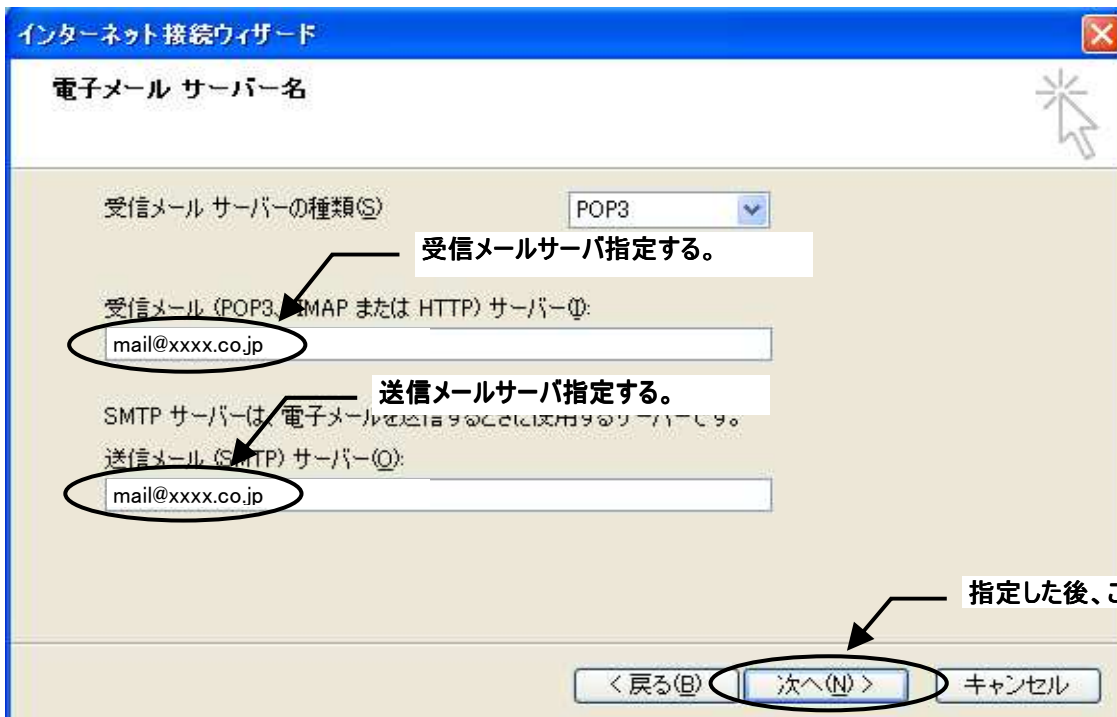 インターネット接続ウィザード
電子メール サーバー名
受信メール サーバーの種類(S)
POP3
受信メールサーバ指定する。
受信メール (POP3、IMAP または HTTP) サーバー(I):
mail@xxxx.co.jp
送信メールサーバ指定する。
SMTP サーバーは、電子メールを送信するときに使用するサーバーです。
送信メール (SMTP) サーバー(O):
mail@xxxx.co.jp
指定した後、こ
< 戻る(B)
次へ(N) >
キャンセル